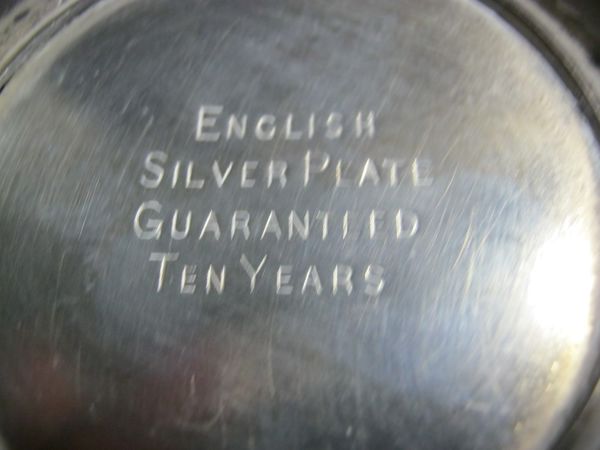 ENGLISH
SILVER PLATE
GUARANTEED
TEN YEARS